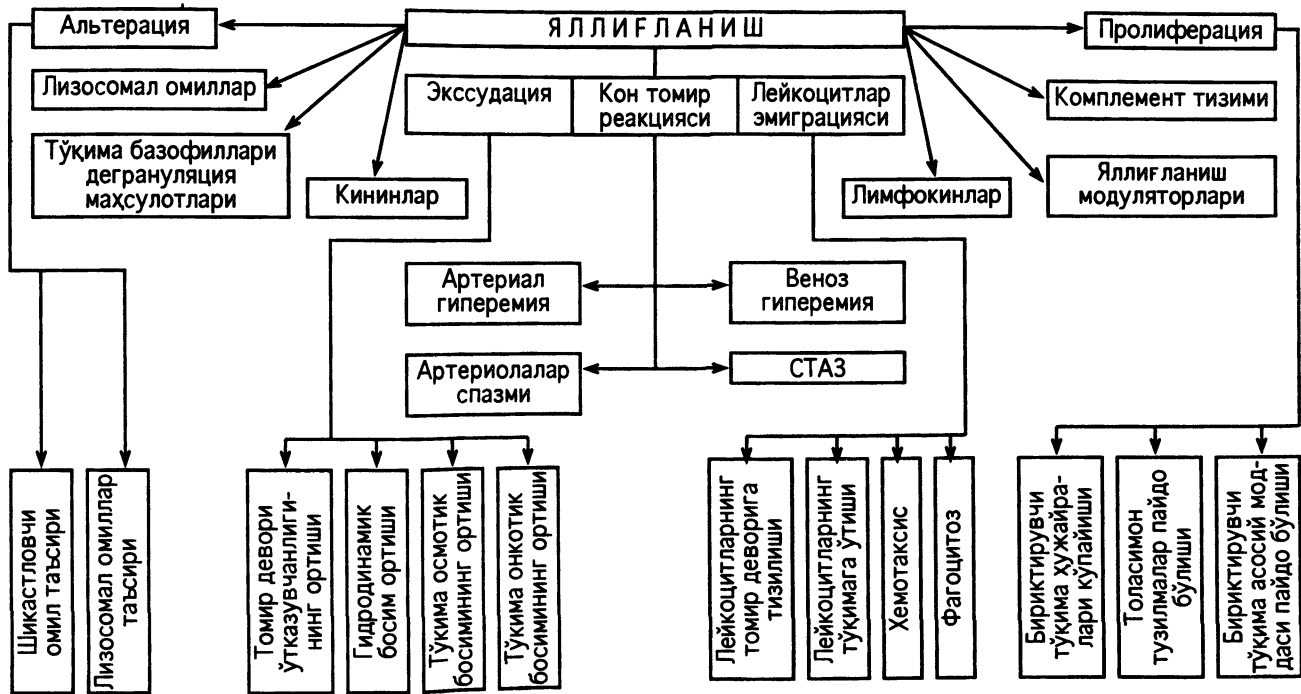 Альтерация
ЯЛЛИҒЛАНИШ
Пролиферация
Лизосомал омиллар
Экссудация
Кон томир
реакцияси
Лейкоцитлар
эмиграцияси
Комплемент тизими
Тўқима базофиллари
дегрануляция
маҳсулотлари
Кининлар
Лимфокинлар
Яллиғланиш
модуляторлари
Артериал
гиперемия
Веноз
гиперемия
Артериолалар
спазми
СТАЗ
Шикастловчи
омил таъсири
Лизосомал омиллар
таъсири
Томир девори
ўтказувчанлиги-
нинг ортиши
Гидродинамик
босим ортиши
Тўкима осмотик
босимининг ортиши
Тўкима онкотик
босимининг ортиши
Лейкоцитларнинг
томир деворига
тизилиши
Лейкоцитларнинг
тўқимага ўтиши
Хемотаксис
Фагоцитоз
Бириктирувчи
тўқима ҳужайра-
лари кўпайиши
Толасимон
тузилмалар пайдо
бўлиши
Бириктирувчи
тўқима асосий мод-
даси пайдо бўлиши